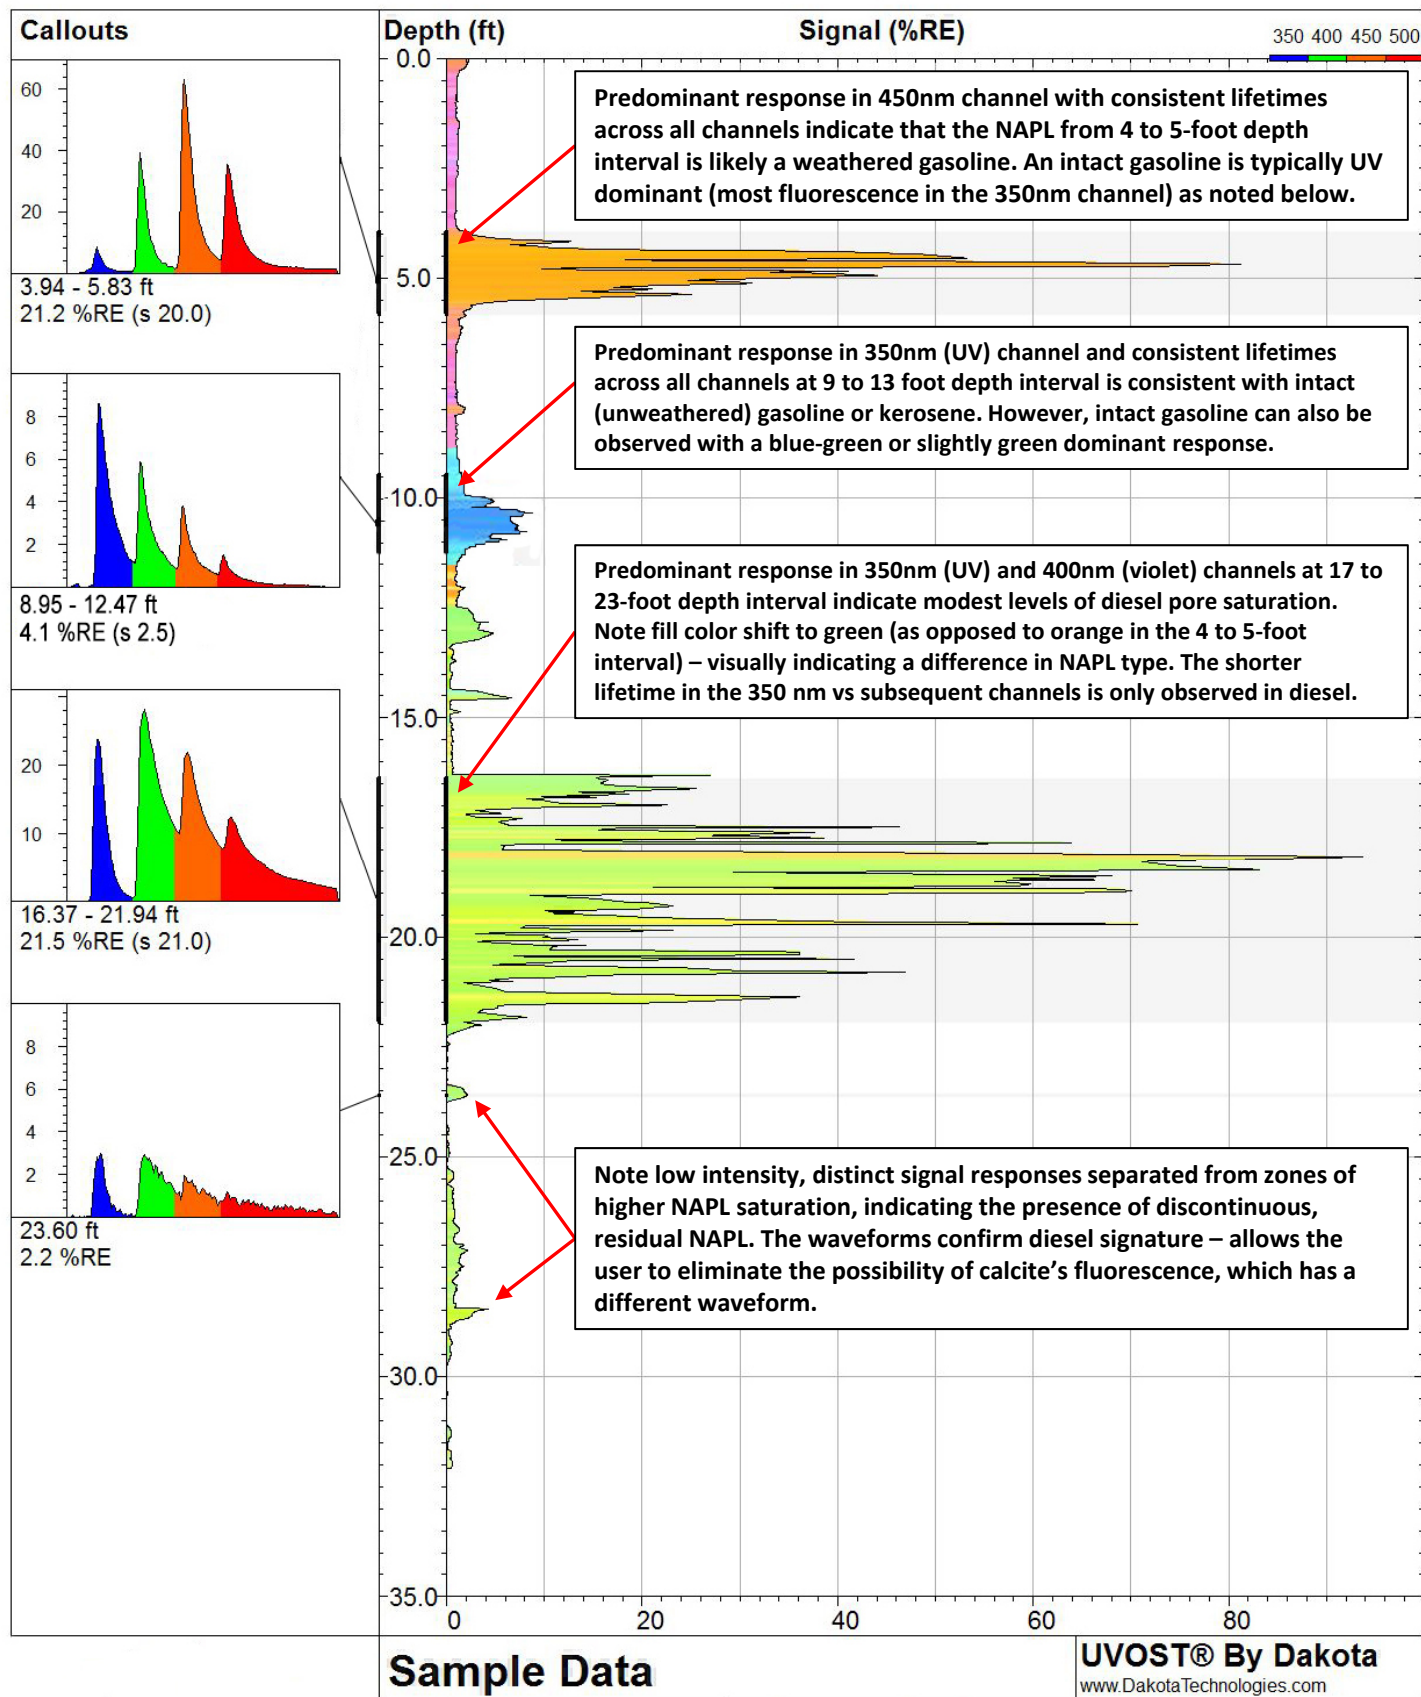 Callouts
Depth (ft)
Signal (%RE)
350 400 450 500
60
40
20
3.94 - 5.83 ft
21.2 %RE (s 20.0)
8
6
4
2
8.95 - 12.47 ft
4.1 %RE (s 2.5)
20
10
16.37 - 21.94 ft
21.5 %RE (s 21.0)
8
6
4
2
23.60 ft
2.2 %RE
0.0
5.0
10.0
15.0
20.0
25.0
30.0
35.0
Predominant response in 450nm channel with consistent lifetimes
across all channels indicate that the NAPL from 4 to 5-foot depth
interval is likely a weathered gasoline. An intact gasoline is typically UV
dominant (most fluorescence in the 350nm channel) as noted below.
Predominant response in 350nm (UV) channel and consistent lifetimes
across all channels at 9 to 13 foot depth interval is consistent with intact
(unweathered) gasoline or kerosene. However, intact gasoline can also be
observed with a blue-green or slightly green dominant response.
Predominant response in 350nm (UV) and 400nm (violet) channels at 17 to
23-foot depth interval indicate modest levels of diesel pore saturation.
Note fill color shift to green (as opposed to orange in the 4 to 5-foot
interval) – visually indicating a difference in NAPL type. The shorter
lifetime in the 350 nm vs subsequent channels is only observed in diesel.
Note low intensity, distinct signal responses separated from zones of
higher NAPL saturation, indicating the presence of discontinuous,
residual NAPL. The waveforms confirm diesel signature – allows the
user to eliminate the possibility of calcite’s fluorescence, which has a
different waveform.
0 20 40 60 80
Sample Data
UVOST® By Dakota
www.DakotaTechnologies.com